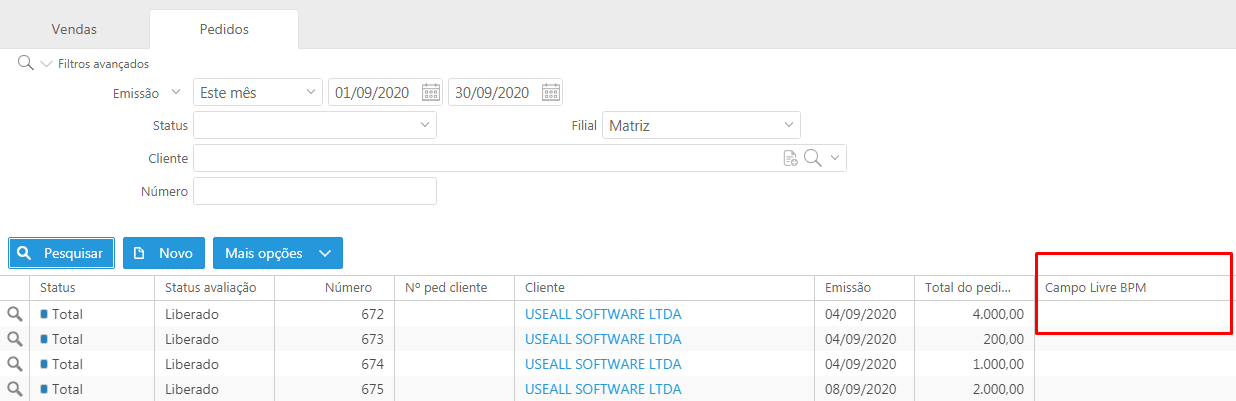 Vendas Pedidos
Filtros avançados
Emissão Este mês 01/09/2020 30/09/2020
Status Filial Matriz
Cliente
Número
Pesquisar Novo Mais opções
Status Status avaliação Número Nº ped cliente Cliente Emissão Total do pedi... Campo Livre BPM
Total Liberado 672 USEALL SOFTWARE LTDA 04/09/2020 4.000,00
Total Liberado 673 USEALL SOFTWARE LTDA 04/09/2020 200,00
Total Liberado 674 USEALL SOFTWARE LTDA 04/09/2020 1.000,00
Total Liberado 675 USEALL SOFTWARE LTDA 08/09/2020 2.000,00